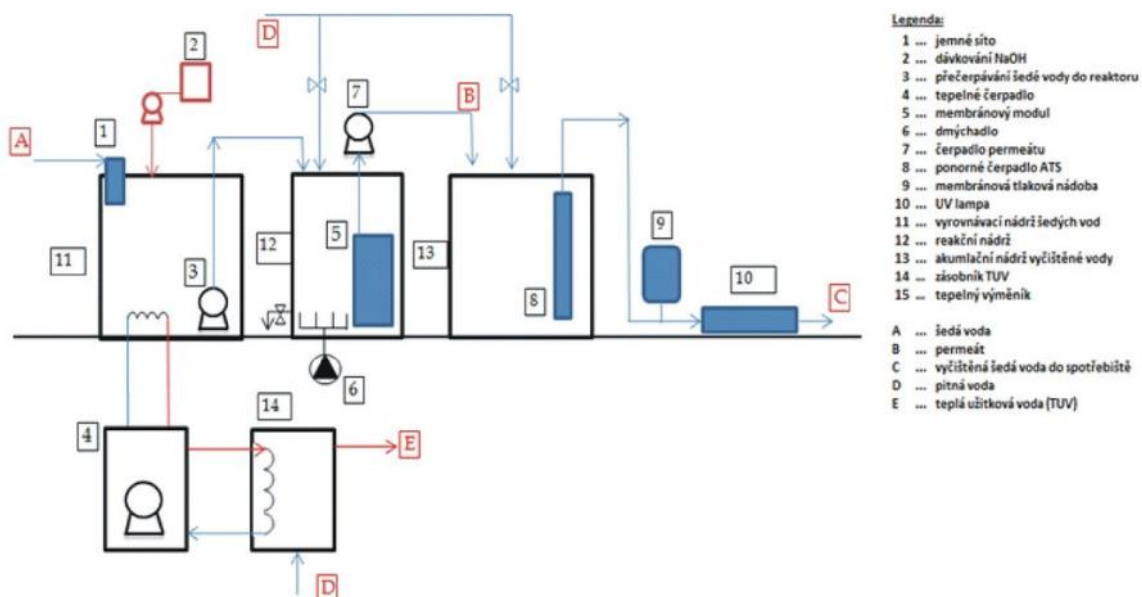 D
2
7
B
1
A
3
11
12
5
13
8
9
10
C
6
14
4
E
D
Legenda:
1 ... jemné síto
2 ... dávkování NaOH
3 ... přečerpávání šedé vody do reaktoru
4 ... tepelné čerpadlo
5 ... membránový modul
6 ... dmýchadlo
7 ... čerpadlo permeátu
8 ... ponorné čerpadlo ATS
9 ... membránová tlaková nádoba
10 ... UV lampa
11 ... vyrovnávací nádrž šedých vod
12 ... reakční nádrž
13 ... akumlační nádrž vyčištěné vody
14 ... zásobník TUV
15 ... tepelný výměník
A ... šedá voda
B ... permeát
C ... vyčištěná šedá voda do spotřebiště
D ... pitná voda
E ... teplá užitková voda (TUV)